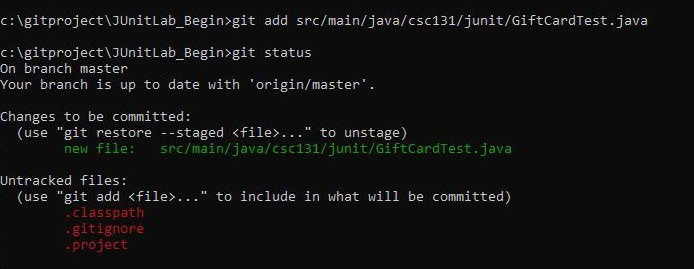 c:\gitproject\JUnitLab_Begin>git add src/main/java/csc131/junit/GiftCardTest.java
c:\gitproject\JUnitLab_Begin>git status
On branch master
Your branch is up to date with 'origin/master'.
Changes to be committed:
  (use "git restore --staged <file>..." to unstage)
        new file:   src/main/java/csc131/junit/GiftCardTest.java
Untracked files:
  (use "git add <file>..." to include in what will be committed)
        .classpath
        .gitignore
        .project